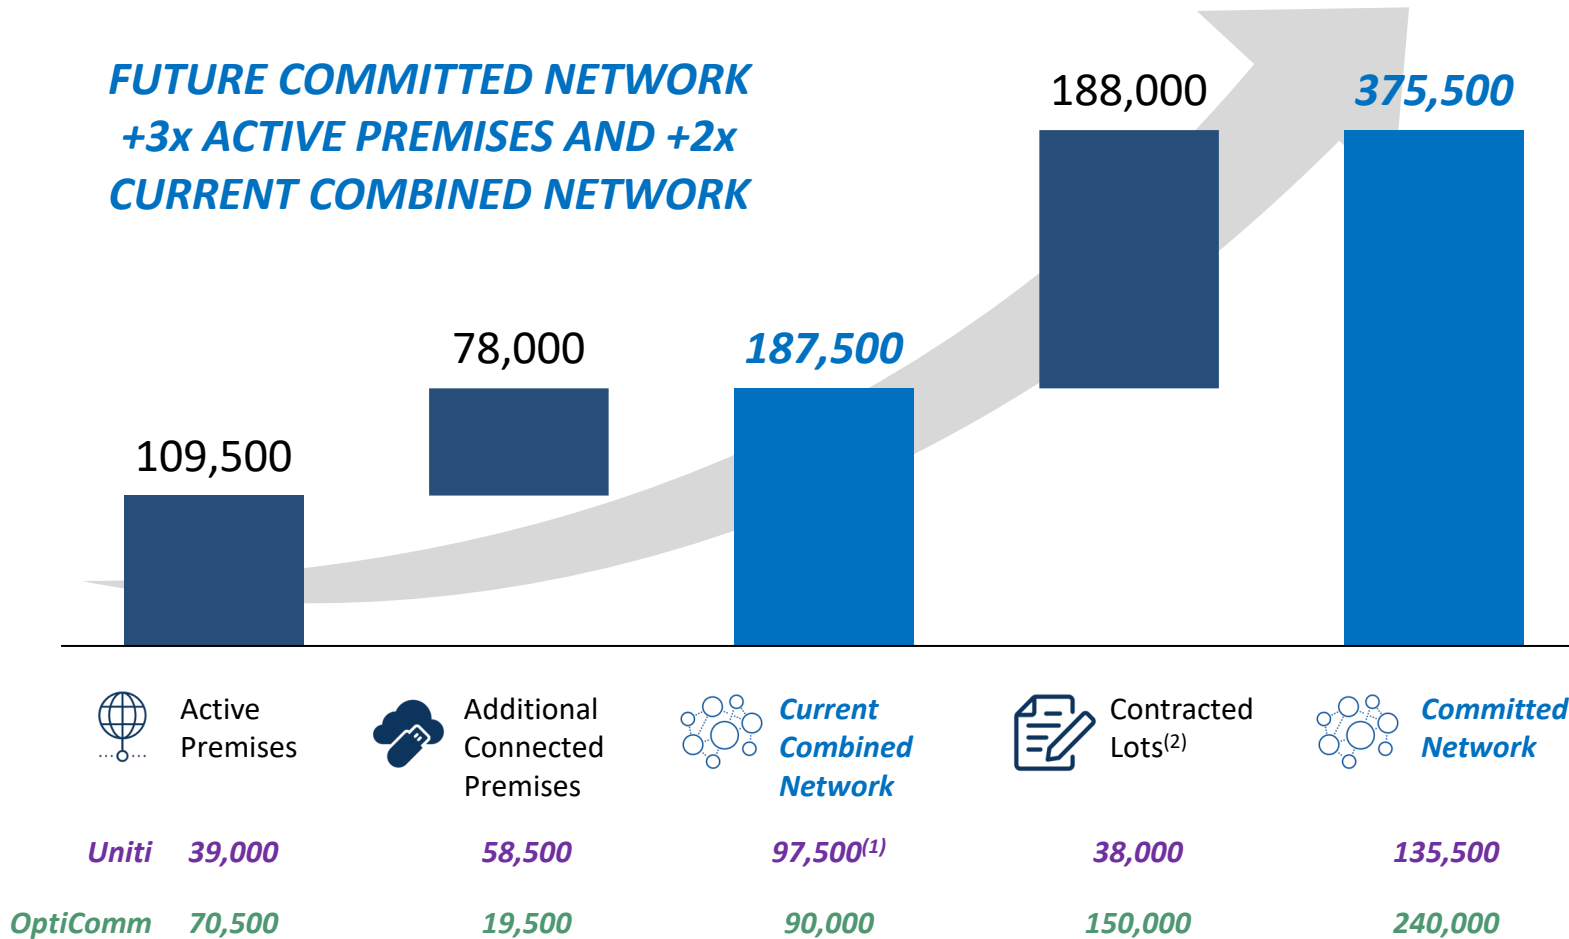 FUTURE COMMITTED NETWORK
+3x ACTIVE PREMISES AND +2x
CURRENT COMBINED NETWORK
109,500
78,000
187,500
188,000
375,500
Active
Premises
Additional
Connected
Premises
Current
Combined
Network
Contracted
Lots(2)
Committed
Network
Uniti 39,000 58,500 97,500(1) 38,000 135,500
OptiComm 70,500 19,500 90,000 150,000 240,000